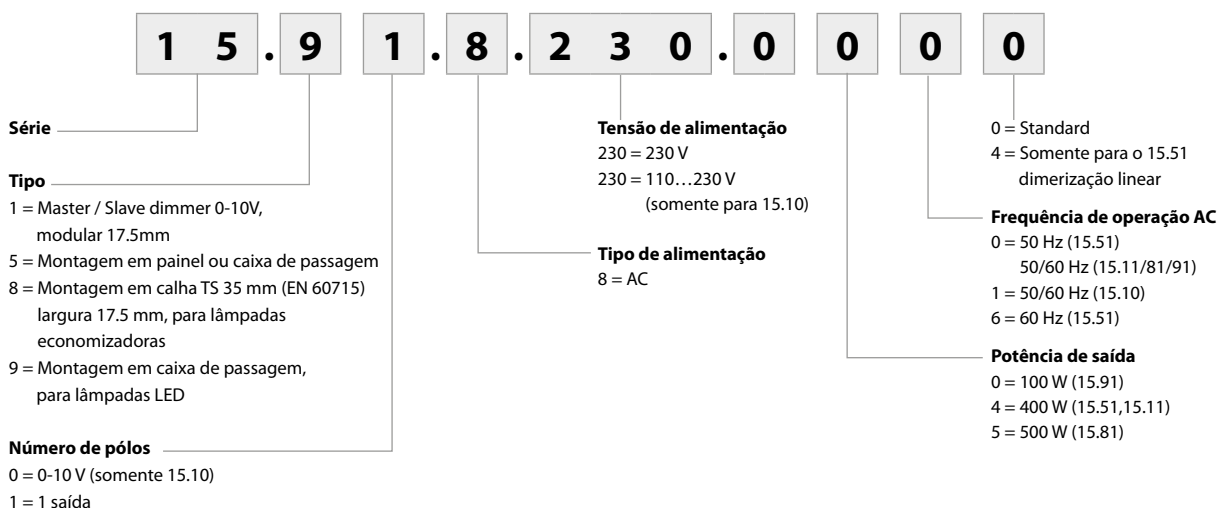 1 5 . 9 1 . 8 . 2 3 0 . 0 0 0 0
Série
Tipo
1 = Master / Slave dimmer 0-10V,
modular 17.5mm
5 = Montagem em painel ou caixa de passagem
8 = Montagem em calha TS 35 mm (EN 60715)
largura 17.5 mm, para lâmpadas
economizadoras
9 = Montagem em caixa de passagem,
para lâmpadas LED
Número de pólos
0 = 0-10 V (somente 15.10)
1 = 1 saída
Tensão de alimentação
230 = 230 V
230 = 110…230 V
(somente para 15.10)
Tipo de alimentação
8 = AC
0 = Standard
4 = Somente para o 15.51
dimerização linear
Frequência de operação AC
0 = 50 Hz (15.51)
50/60 Hz (15.11/81/91)
1 = 50/60 Hz (15.10)
6 = 60 Hz (15.51)
Potência de saída
0 = 100 W (15.91)
4 = 400 W (15.51,15.11)
5 = 500 W (15.81)